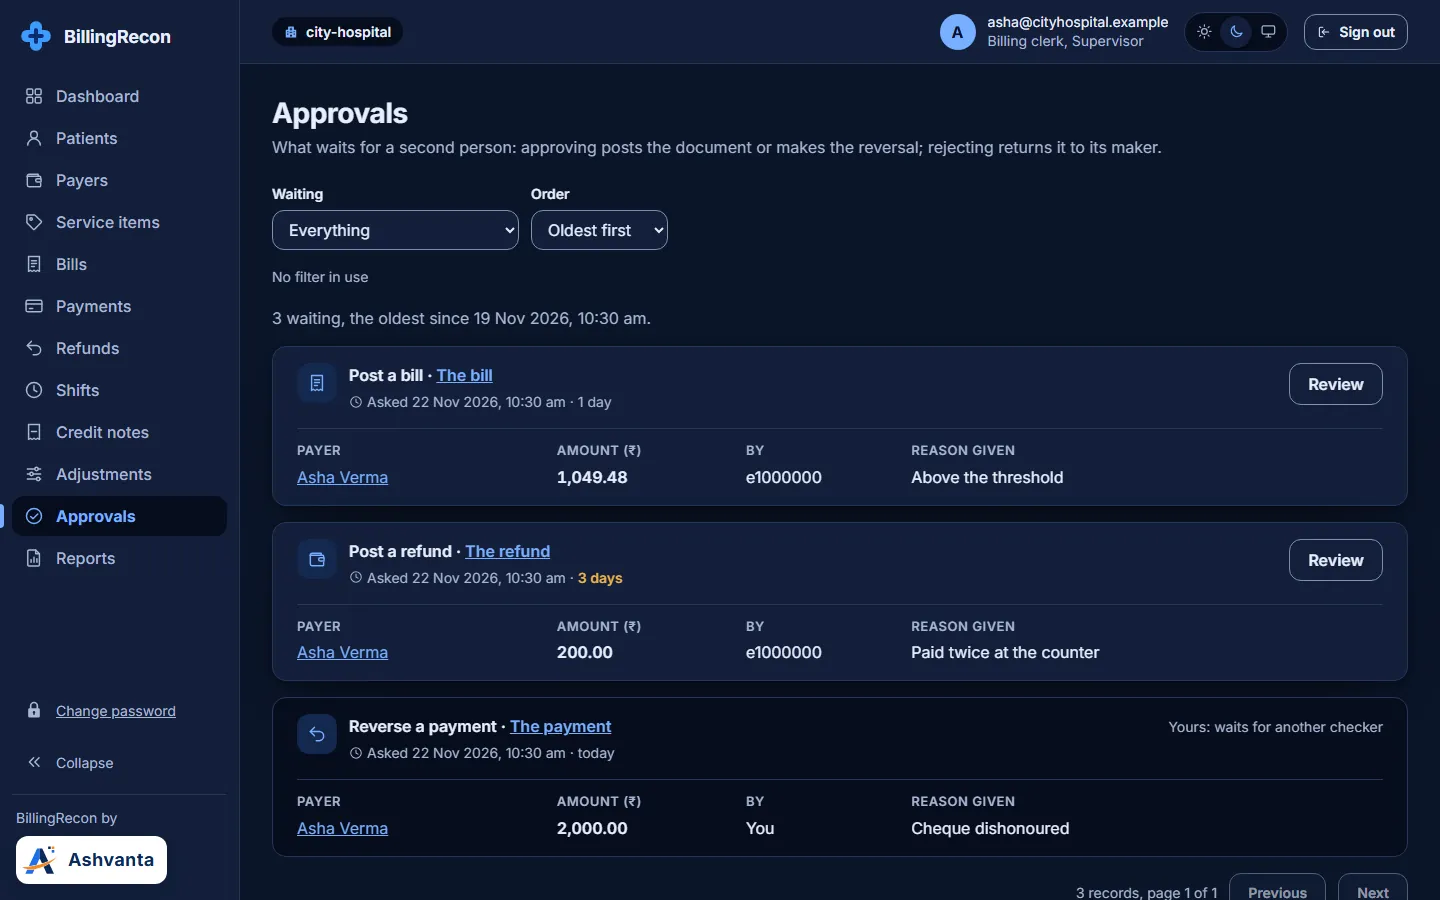 BillingRecon
city-hospital
A
asha@cityhospital.example
Billing clerk, Supervisor
Sign out
Dashboard
Patients
Payers
Service items
Bills
Payments
Refunds
Shifts
Credit notes
Adjustments
Approvals
Reports
Change password
Collapse
BillingRecon by
Ashvanta
Approvals
What waits for a second person: approving posts the document or makes the reversal; rejecting returns it to its maker.
Waiting
Order
Everything
Oldest first
No filter in use
3 waiting, the oldest since 19 Nov 2026, 10:30 am.
Post a bill · The bill
Asked 22 Nov 2026, 10:30 am · 1 day
Review
PAYER AMOUNT (₹) BY REASON GIVEN
Asha Verma 1,049.48 e1000000 Above the threshold
Post a refund · The refund
Asked 22 Nov 2026, 10:30 am · 3 days
Review
PAYER AMOUNT (₹) BY REASON GIVEN
Asha Verma 200.00 e1000000 Paid twice at the counter
Reverse a payment · The payment
Asked 22 Nov 2026, 10:30 am · today
Yours: waits for another checker
PAYER AMOUNT (₹) BY REASON GIVEN
Asha Verma 2,000.00 You Cheque dishonoured
3 records, page 1 of 1 Previous Next